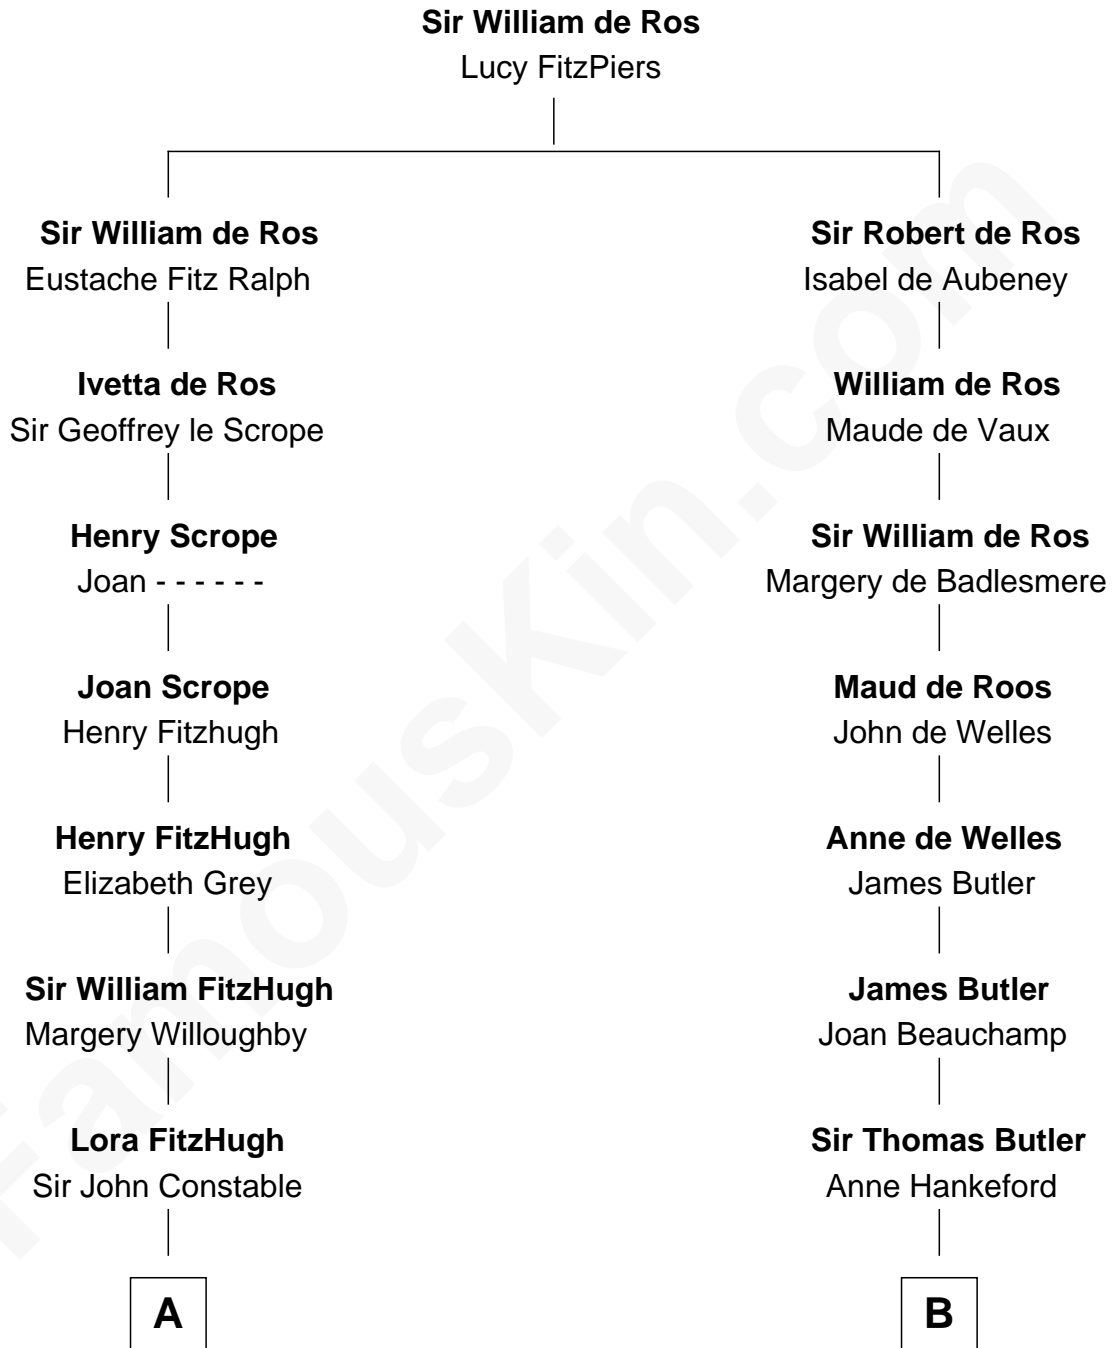 Sir William de Ros
Lucy FitzPiers
Sir William de Ros
Eustache Fitz Ralph
Sir Robert de Ros
Isabel de Aubeney
Ivetta de Ros
Sir Geoffrey le Scrope
William de Ros
Maude de Vaux
Henry Scrope
Joan - - - - - -
Sir William de Ros
Margery de Badlesmere
Joan Scrope
Henry Fitzhugh
Maud de Roos
John de Welles
Henry FitzHugh
Elizabeth Grey
Anne de Welles
James Butler
Sir William FitzHugh
Margery Willoughby
James Butler
Joan Beauchamp
Lora FitzHugh
Sir John Constable
Sir Thomas Butler
Anne Hankeford
A
B
FamousKin.com